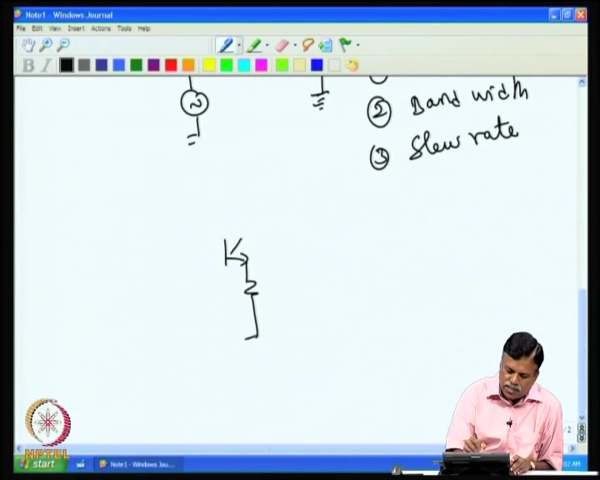 Note1 - Windows Journal
File Edit View Insert Actions Tools Help
B I
② Band width
③ Slew rate
NPTEL
start
Note1 - Windows Jou...